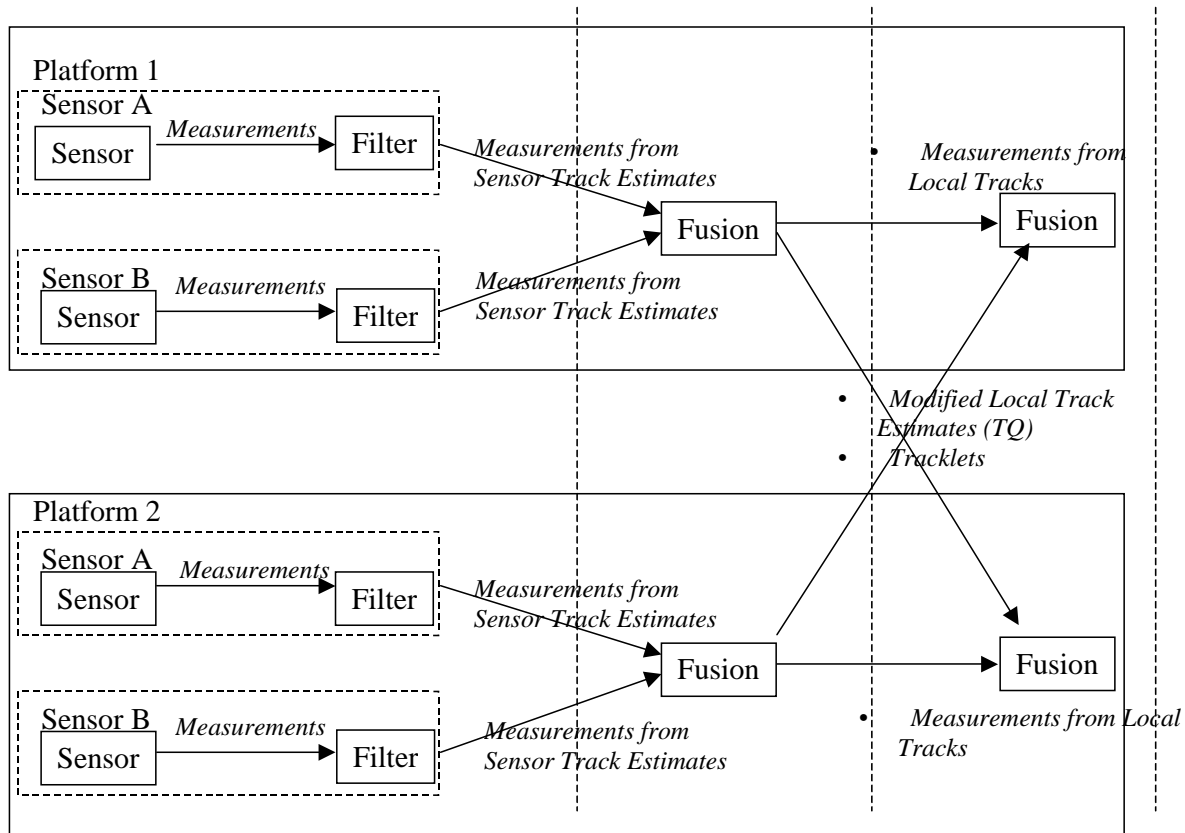 Platform 1
Sensor A
Sensor
Measurements
Filter
Measurements from
Sensor Track Estimates
Sensor B
Sensor
Measurements
Filter
Measurements from
Sensor Track Estimates
Fusion
• Measurements from
Local Tracks
Fusion
• Modified Local Track
Estimates (TQ)
• Tracklets
Platform 2
Sensor A
Sensor
Measurements
Filter
Measurements from
Sensor Track Estimates
Sensor B
Sensor
Measurements
Filter
Measurements from
Sensor Track Estimates
Fusion
Fusion
• Measurements from Local
Tracks